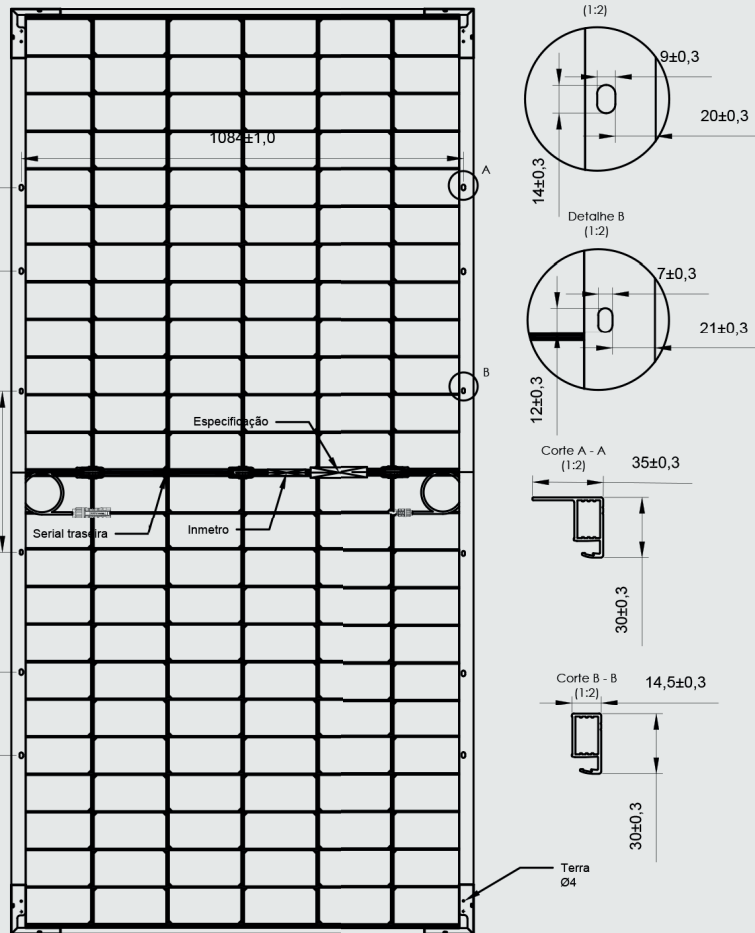 (1:2)
9±0,3
20±0,3
14±0,3
1084±1,0
A
Detalhe B
(1:2)
7±0,3
21±0,3
12±0,3
B
Especificação
Corte A - A
(1:2)
35±0,3
Serial traseira
Inmetro
30±0,3
Corte B - B
(1:2)
14,5±0,3
30±0,3
Terra
Ø4